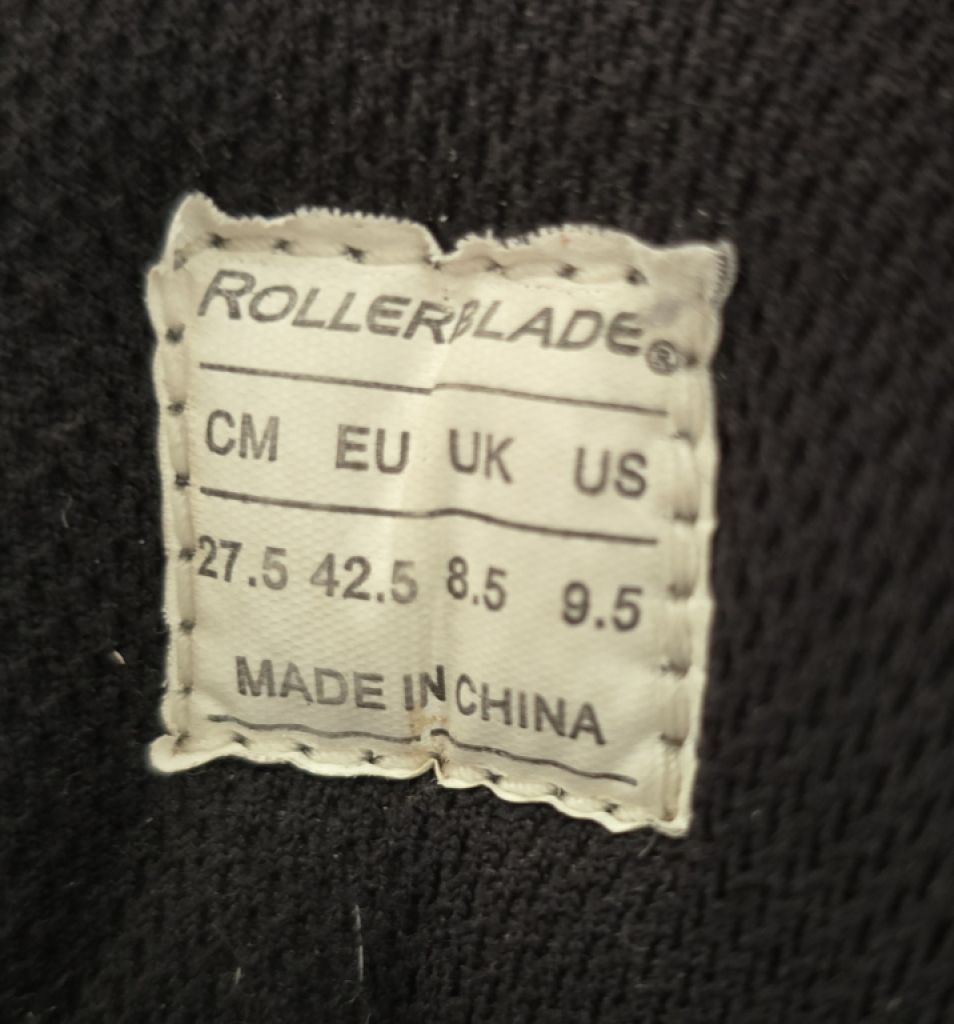 ROLLERBLADE®
CM EU UK US
27.5 42.5 8.5 9.5
MADE IN CHINA